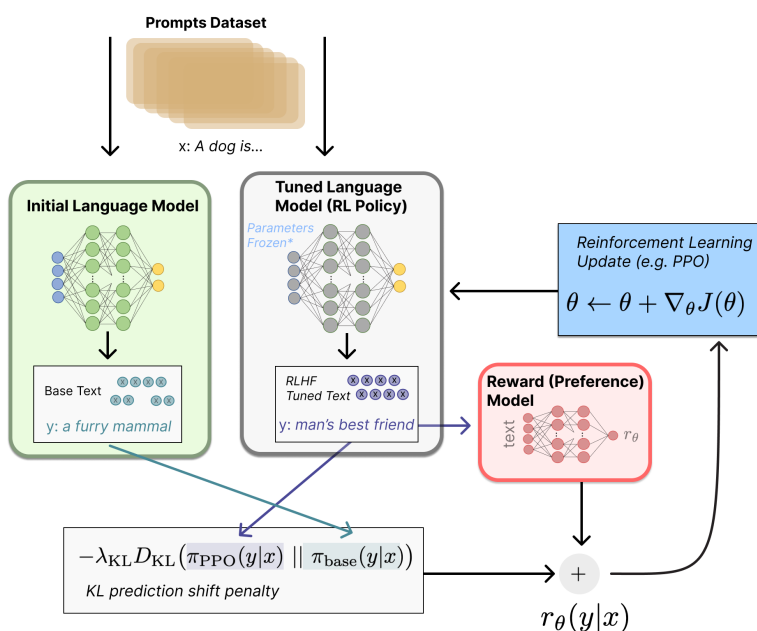 Prompts Dataset
x: A dog is...
Initial Language Model
Tuned Language
Model (RL Policy)
Parameters
Frozen*
Reinforcement Learning
Update (e.g. PPO)
θ ← θ + ∇θJ(θ)
Base Text
x x x x
x x x x
y: a furry mammal
RLHF
Tuned Text
x x x x
x x x x
y: man's best friend
Reward (Preference)
Model
text
rθ
−λKL DKL(πPPO(y|x) || πbase(y|x))
KL prediction shift penalty
+
rθ(y|x)